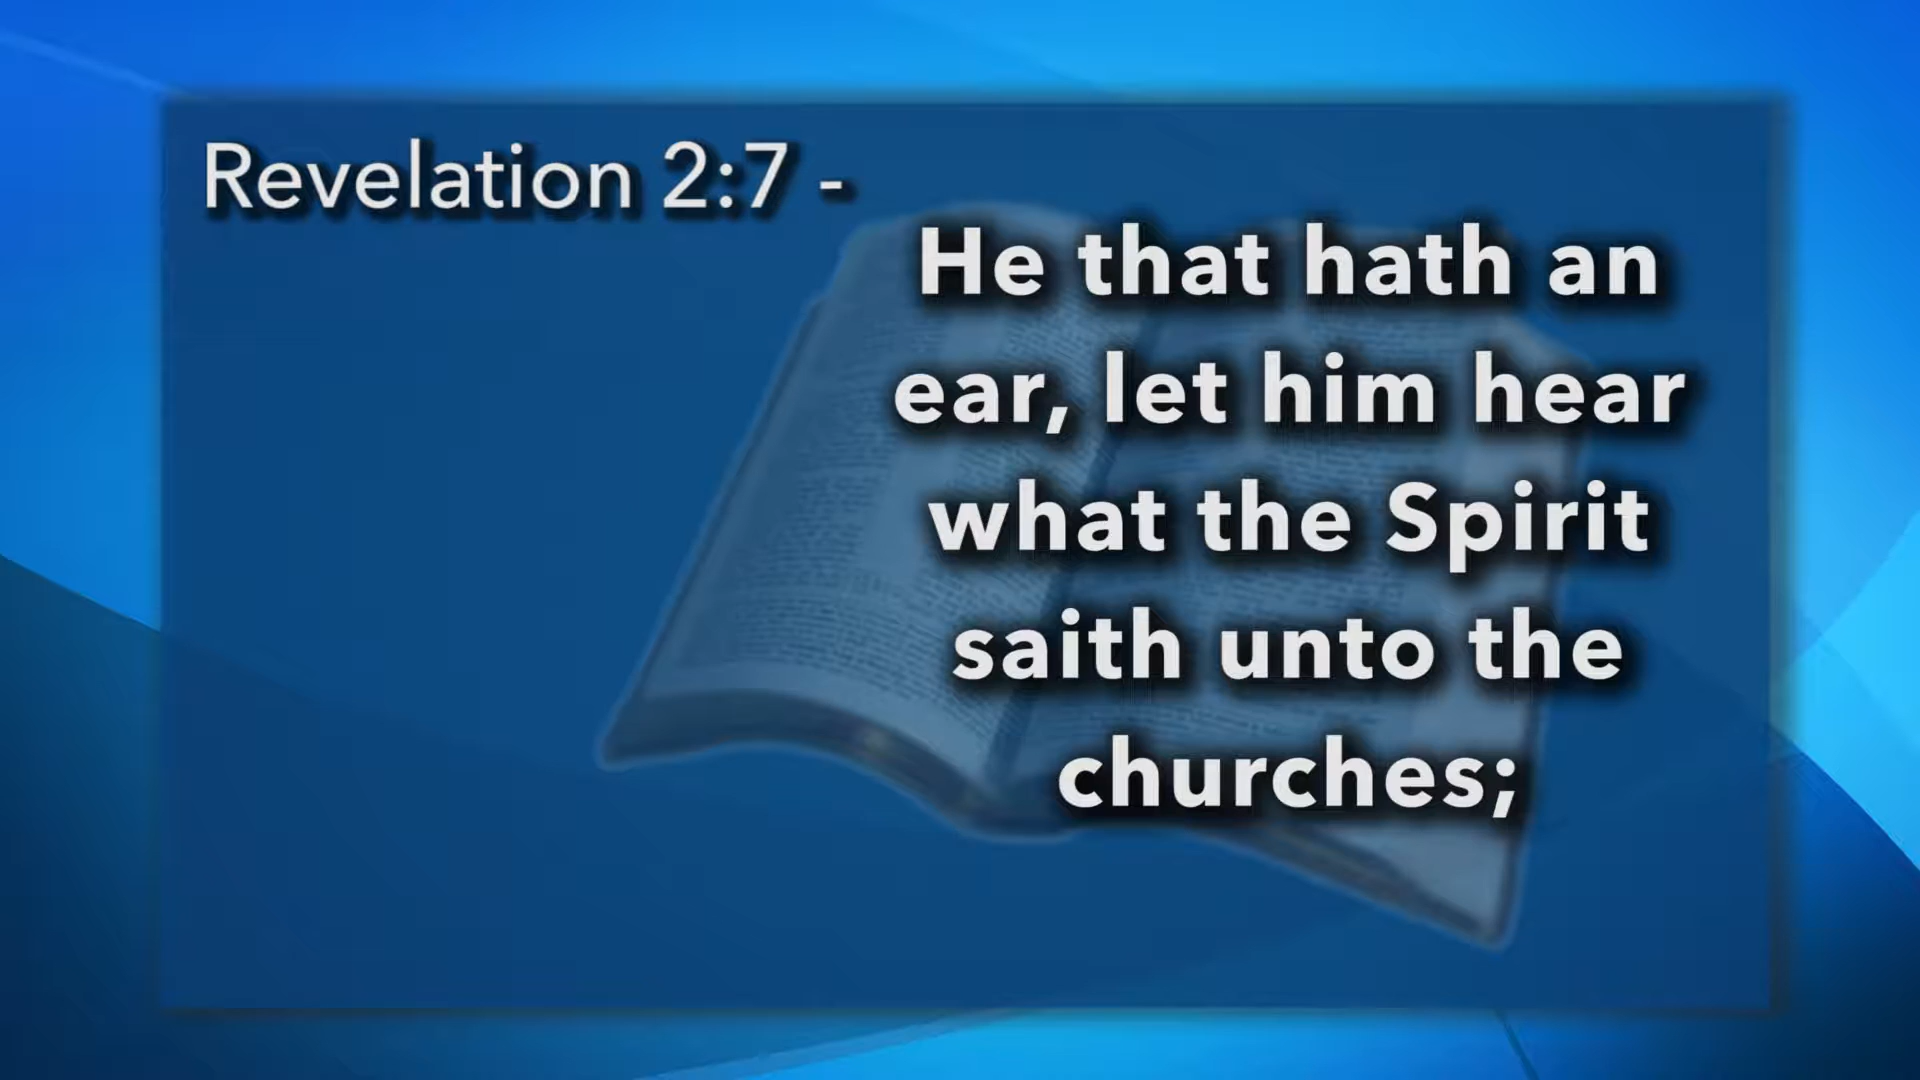 Revelation 2:7 -
He that hath an
ear, let him hear
what the Spirit
saith unto the
churches;